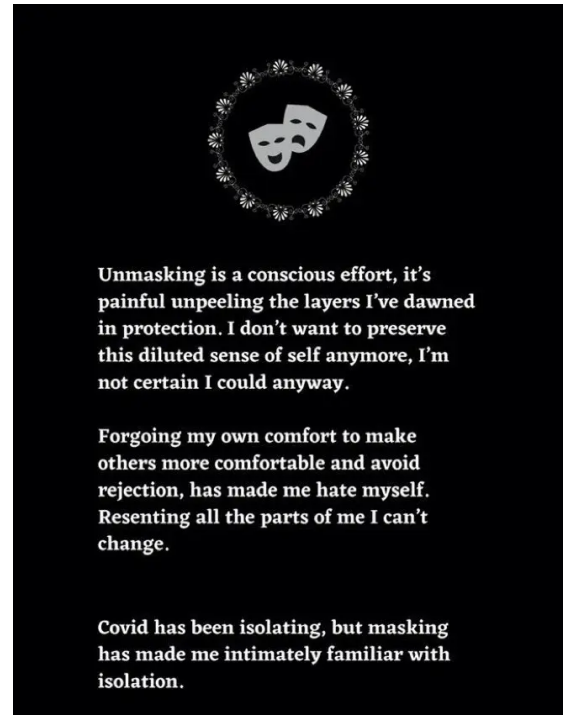 Unmasking is a conscious effort, it's
painful unpeeling the layers I've dawned
in protection. I don't want to preserve
this diluted sense of self anymore, I'm
not certain I could anyway.
Forgoing my own comfort to make
others more comfortable and avoid
rejection, has made me hate myself.
Resenting all the parts of me I can't
change.
Covid has been isolating, but masking
has made me intimately familiar with
isolation.